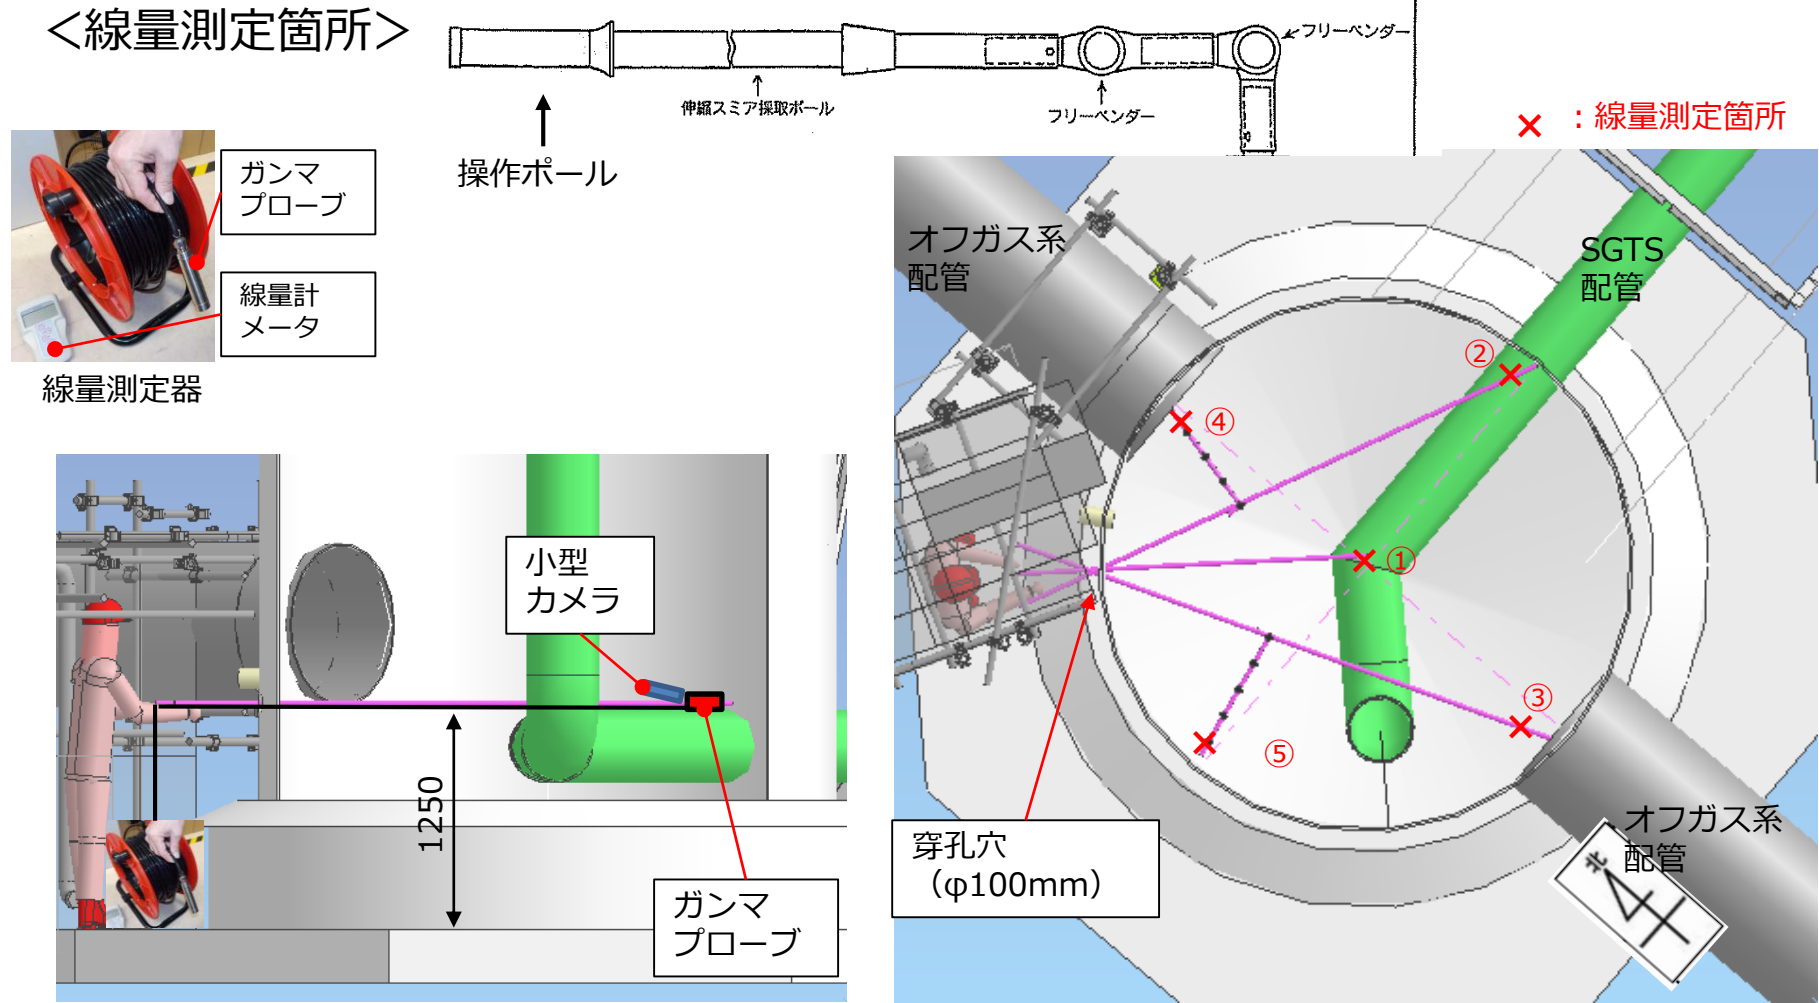 ＜線量測定箇所＞
フリーベンダー
伸縮スミア採取ポール
フリーベンダー
操作ポール
× ：線量測定箇所
ガンマ
プローブ
線量計
メータ
線量測定器
オフガス系
配管
SGTS
配管
②
④
①
③
⑤
小型
カメラ
1250
ガンマ
プローブ
穿孔穴
（φ100mm）
オフガス系
配管
北